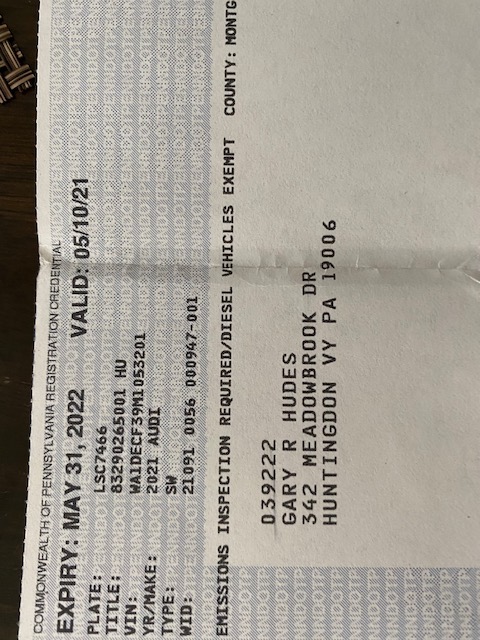 COMMONWEALTH OF PENNSYLVANIA REGISTRATION CREDENTIAL
EXPIRY: MAY 31, 2022 VALID: 05/10/21
PLATE: LSC7466
TITLE: 83290265001 HU
VIN: WA1DECF39M1053201
YR/MAKE: 2021 AUDI
TYPE: SW
WID: 21091 0056 000947-001
EMISSIONS INSPECTION REQUIRED/DIESEL VEHICLES EXEMPT COUNTY: MONTG
D39222
GARY R HUDES
342 MEADOWBROOK DR
HUNTINGDON VY PA 19006